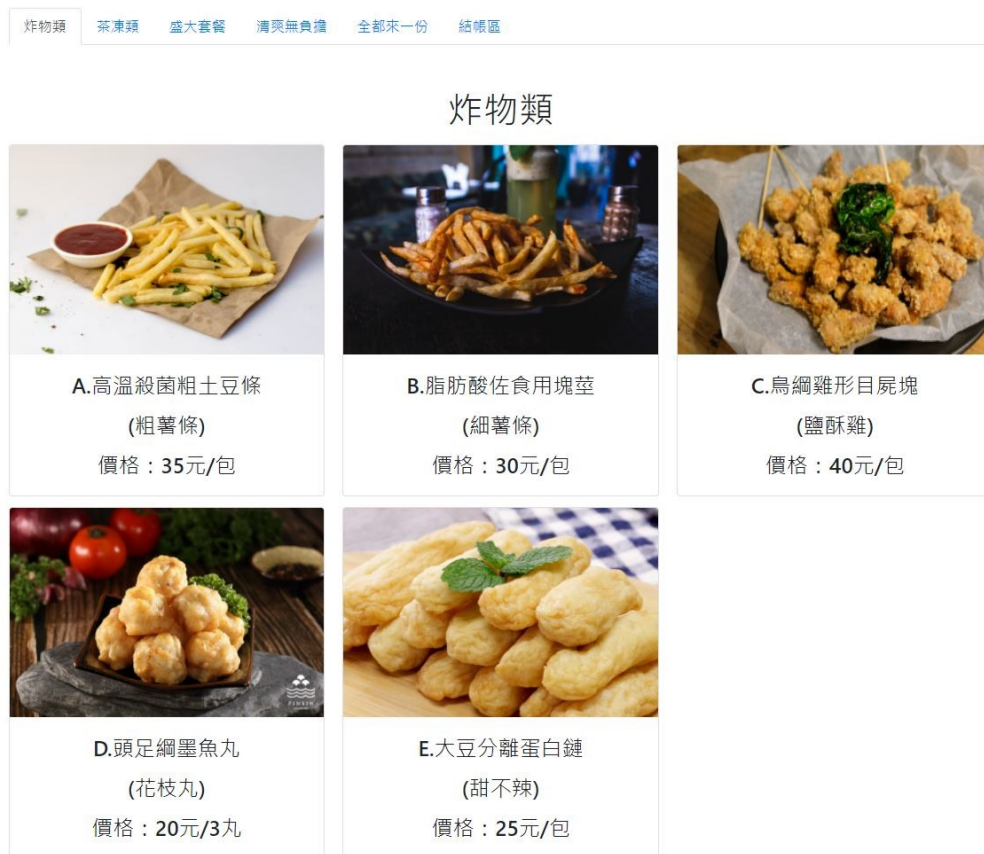 炸物類 茶凍類 盛大套餐 清爽無負擔 全都來一份 結帳區
炸物類
A.高溫殺菌粗土豆條
(粗薯條)
價格：35元/包
B.脂肪酸佐食用塊莖
(細薯條)
價格：30元/包
C.鳥綱雞形目屍塊
(鹽酥雞)
價格：40元/包
D.頭足綱墨魚丸
(花枝丸)
價格：20元/3丸
E.大豆分離蛋白鏈
(甜不辣)
價格：25元/包